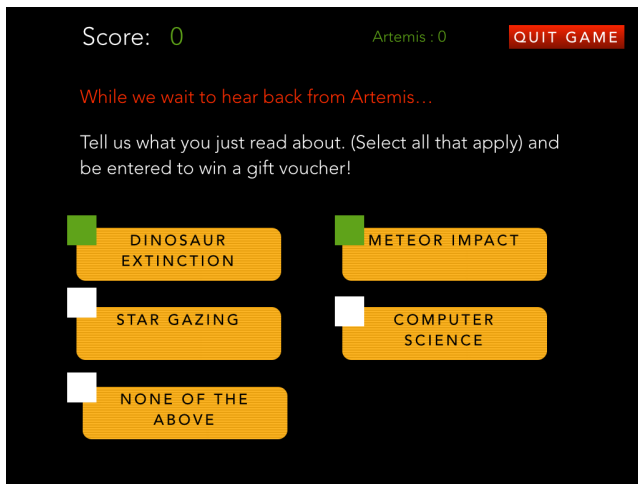 Score: 0
Artemis : 0
QUIT GAME
While we wait to hear back from Artemis...
Tell us what you just read about. (Select all that apply) and
be entered to win a gift voucher!
DINOSAUR
EXTINCTION
METEOR IMPACT
STAR GAZING
COMPUTER
SCIENCE
NONE OF THE
ABOVE